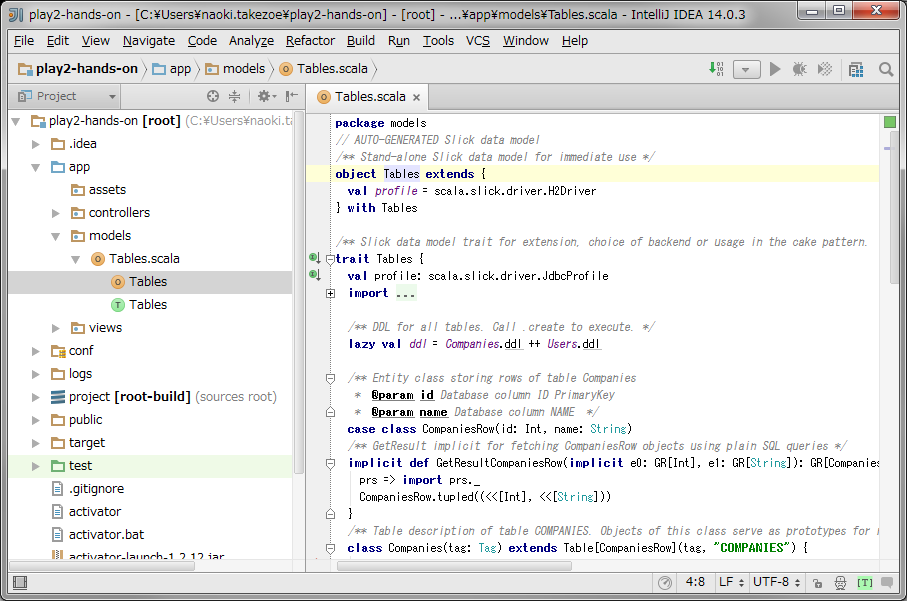 play2-hands-on - [C:¥Users¥naoki.takezoe¥play2-hands-on] - [root] - ...¥app¥models¥Tables.scala - IntelliJ IDEA 14.0.3
File Edit View Navigate Code Analyze Refactor Build Run Tools VCS Window Help
play2-hands-on app models Tables.scala
Project
Tables.scala
play2-hands-on [root] (C:¥Users¥naoki.ta
.idea
app
assets
controllers
models
Tables.scala
Tables
Tables
views
conf
logs
project [root-build] (sources root)
public
target
test
.gitignore
activator
activator.bat
activator-launch-1.2.12.jar
package models
// AUTO-GENERATED Slick data model
/** Stand-alone Slick data model for immediate use */
object Tables extends {
val profile = scala.slick.driver.H2Driver
} with Tables
/** Slick data model trait for extension, choice of backend or usage in the cake pattern.
trait Tables {
val profile: scala.slick.driver.JdbcProfile
import ...
/** DDL for all tables. Call .create to execute. */
lazy val ddl = Companies.ddl ++ Users.ddl
/** Entity class storing rows of table Companies
* @param id Database column ID PrimaryKey
* @param name Database column NAME */
case class CompaniesRow(id: Int, name: String)
/** GetResult implicit for fetching CompaniesRow objects using plain SQL queries */
implicit def GetResultCompaniesRow(implicit e0: GR[Int], e1: GR[String]): GR[Companies
prs => import prs._
CompaniesRow.tupled((<<[Int], <<[String]))
}
/** Table description of table COMPANIES. Objects of this class serve as prototypes for
class Companies(tag: Tag) extends Table[CompaniesRow](tag, "COMPANIES") {
4:8 LF UTF-8 [T]